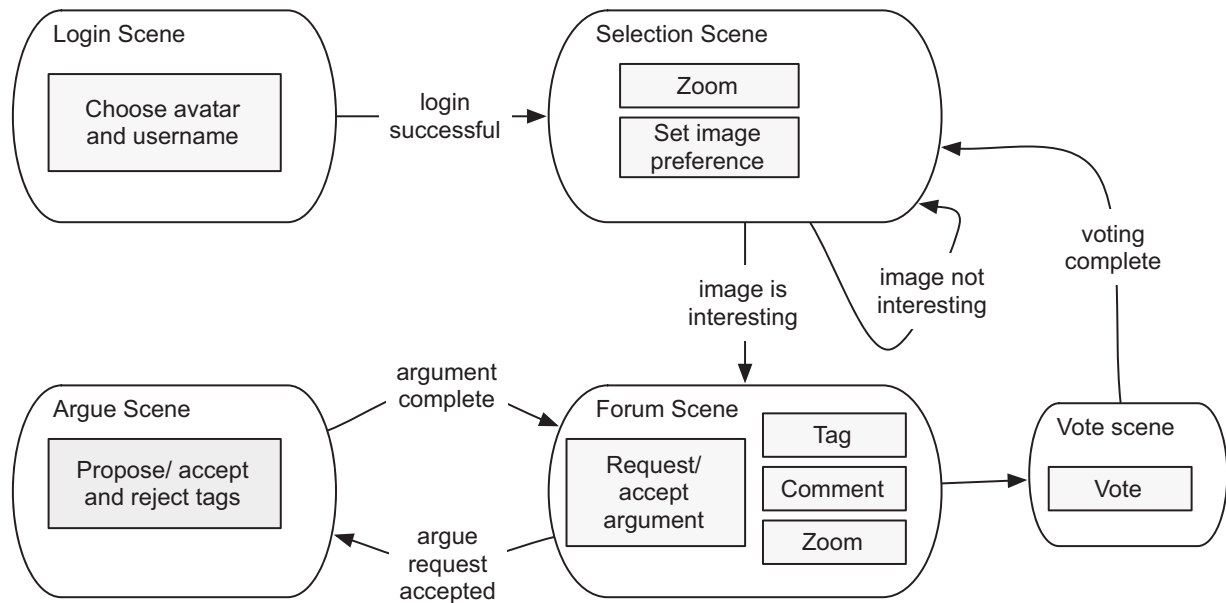 Login Scene
Choose avatar
and username
login
successful
Selection Scene
Zoom
Set image
preference
image is
interesting
image not
interesting
voting
complete
Argue Scene
Propose/ accept
and reject tags
argument
complete
argue
request
accepted
Forum Scene
Request/
accept
argument
Tag
Comment
Zoom
Vote scene
Vote